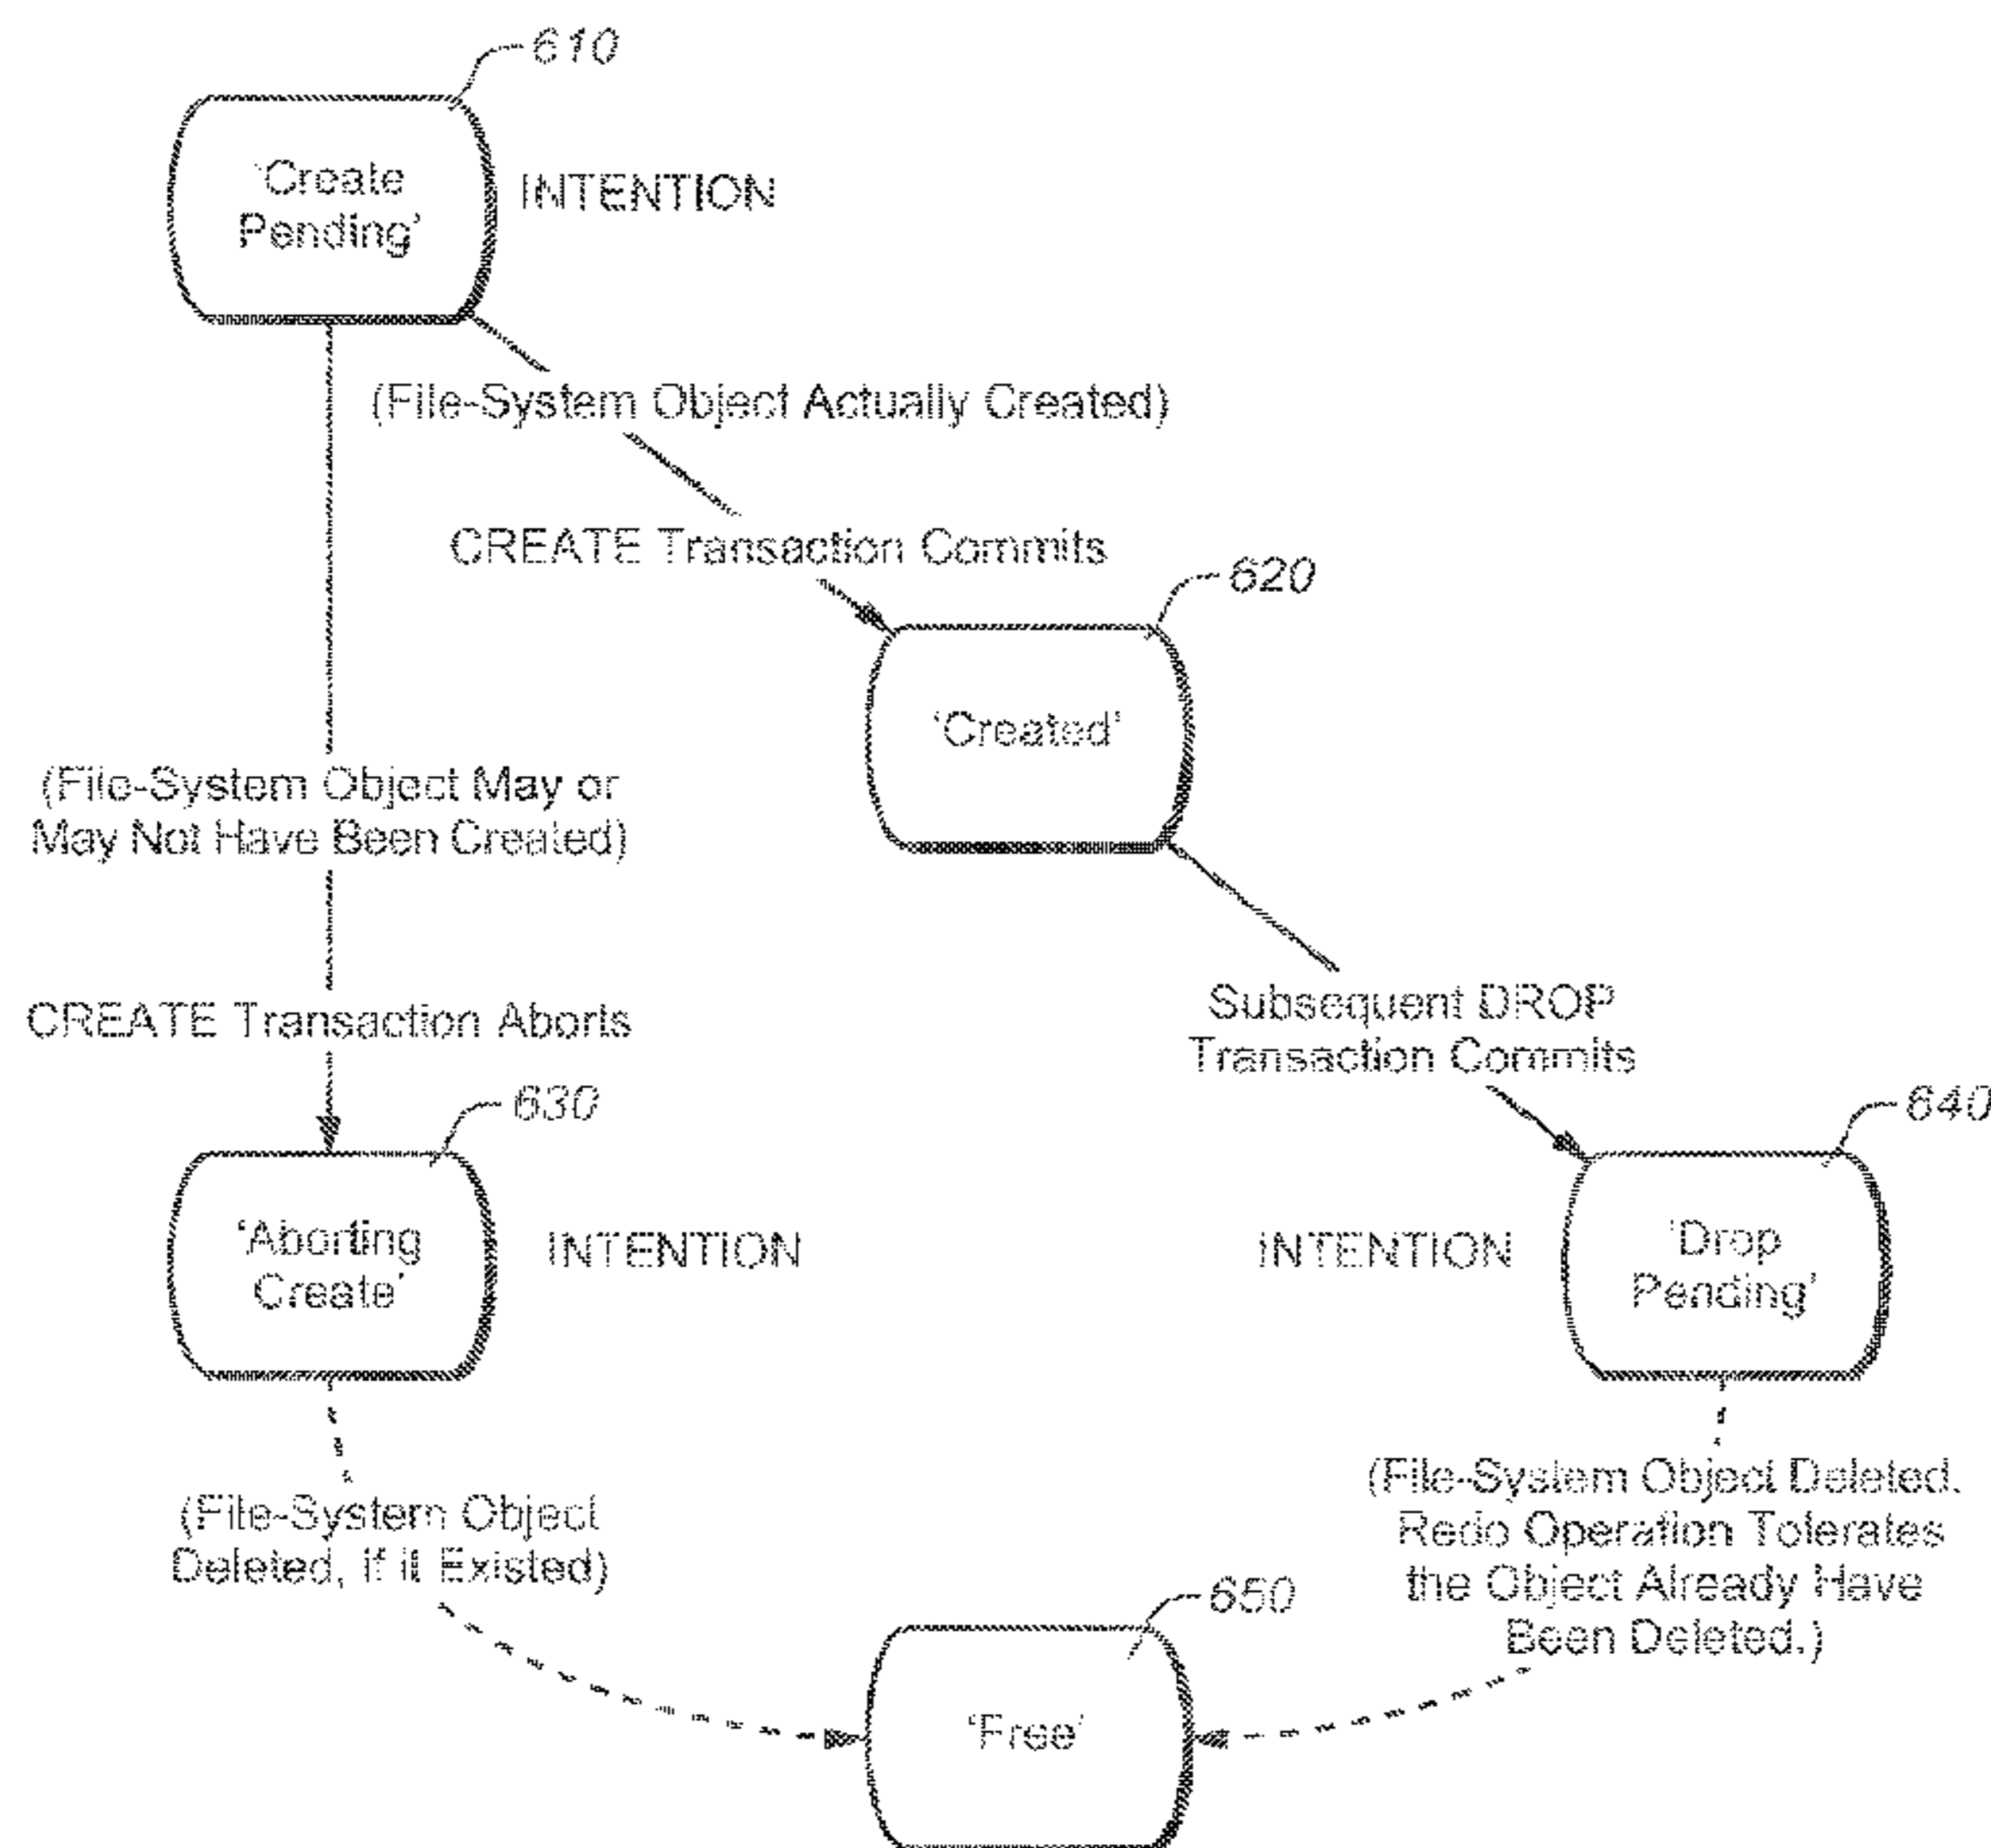 610
'Create
Pending'
INTENTION
(File-System Object Actually Created)
CREATE Transaction Commits
620
'Created'
(File-System Object May or
May Not Have Been Created)
CREATE Transaction Aborts
Subsequent DROP
Transaction Commits
630
'Aborting
Create'
INTENTION
INTENTION
640
'Drop
Pending'
(File-System Object
Deleted, if it Existed)
(File-System Object Deleted.
Redo Operation Tolerates
the Object Already Have
Been Deleted.)
650
'Free'